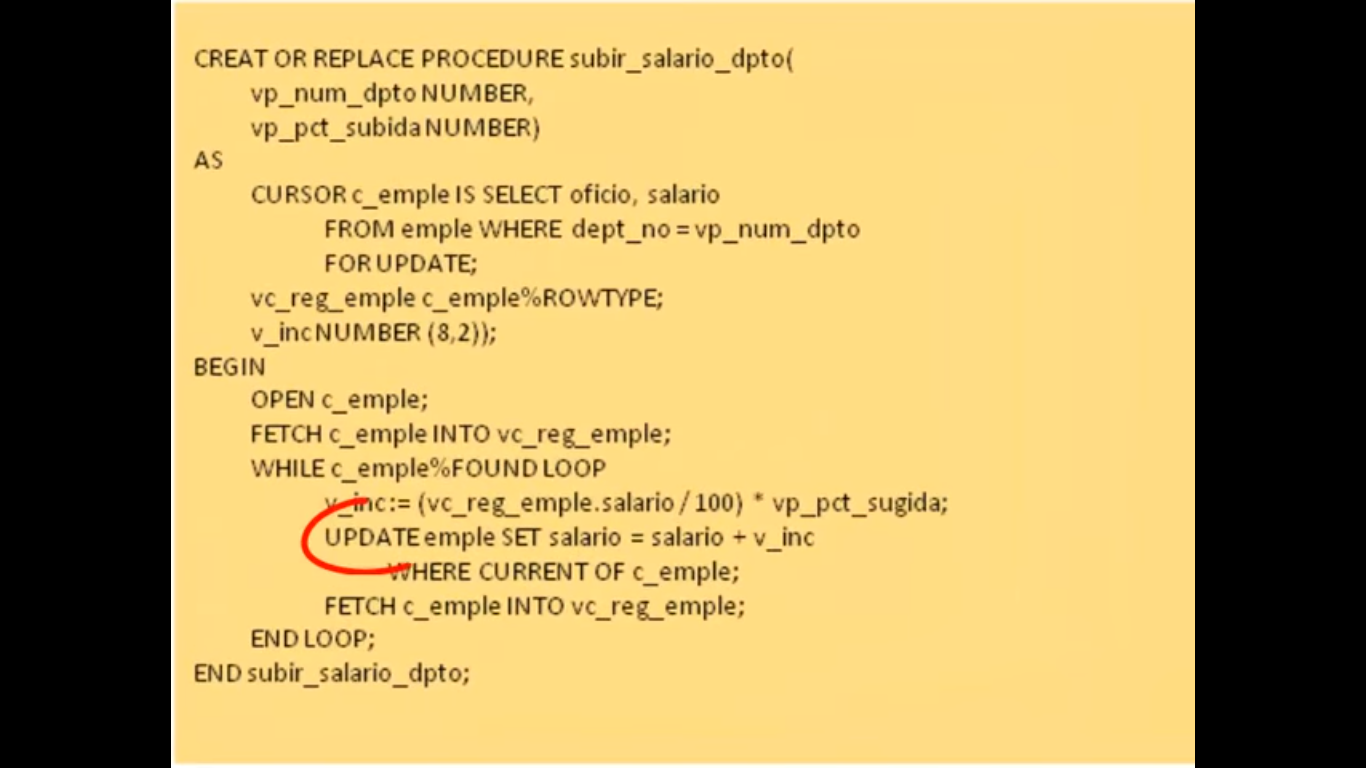 CREAT OR REPLACE PROCEDURE subir_salario_dpto(
vp_num_dpto NUMBER,
vp_pct_subida NUMBER)
AS
CURSOR c_emple IS SELECT oficio, salario
FROM emple WHERE dept_no = vp_num_dpto
FOR UPDATE;
vc_reg_emple c_emple%ROWTYPE;
v_inc NUMBER (8,2));
BEGIN
OPEN c_emple;
FETCH c_emple INTO vc_reg_emple;
WHILE c_emple%FOUND LOOP
v_inc:= (vc_reg_emple.salario / 100) * vp_pct_sugida;
UPDATE emple SET salario = salario + v_inc
WHERE CURRENT OF c_emple;
FETCH c_emple INTO vc_reg_emple;
END LOOP;
END subir_salario_dpto;